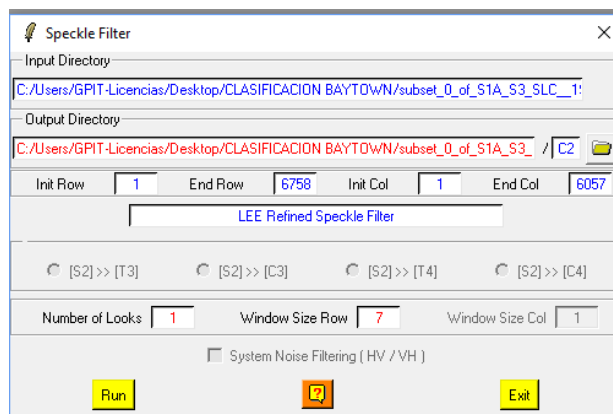 Speckle Filter
Input Directory
C:/Users/GPIT-Licencias/Desktop/CLASIFICACION BAYTOWN/subset_0_of_S1A_S3_SLC__1
Output Directory
C:/Users/GPIT-Licencias/Desktop/CLASIFICACION BAYTOWN/subset_0_of_S1A_S3_ / C2
Init Row 1 End Row 6758 Init Col 1 End Col 6057
LEE Refined Speckle Filter
[S2] >> [T3] [S2] >> [C3] [S2] >> [T4] [S2] >> [C4]
Number of Looks 1 Window Size Row 7 Window Size Col 1
System Noise Filtering ( HV / VH )
Run ? Exit